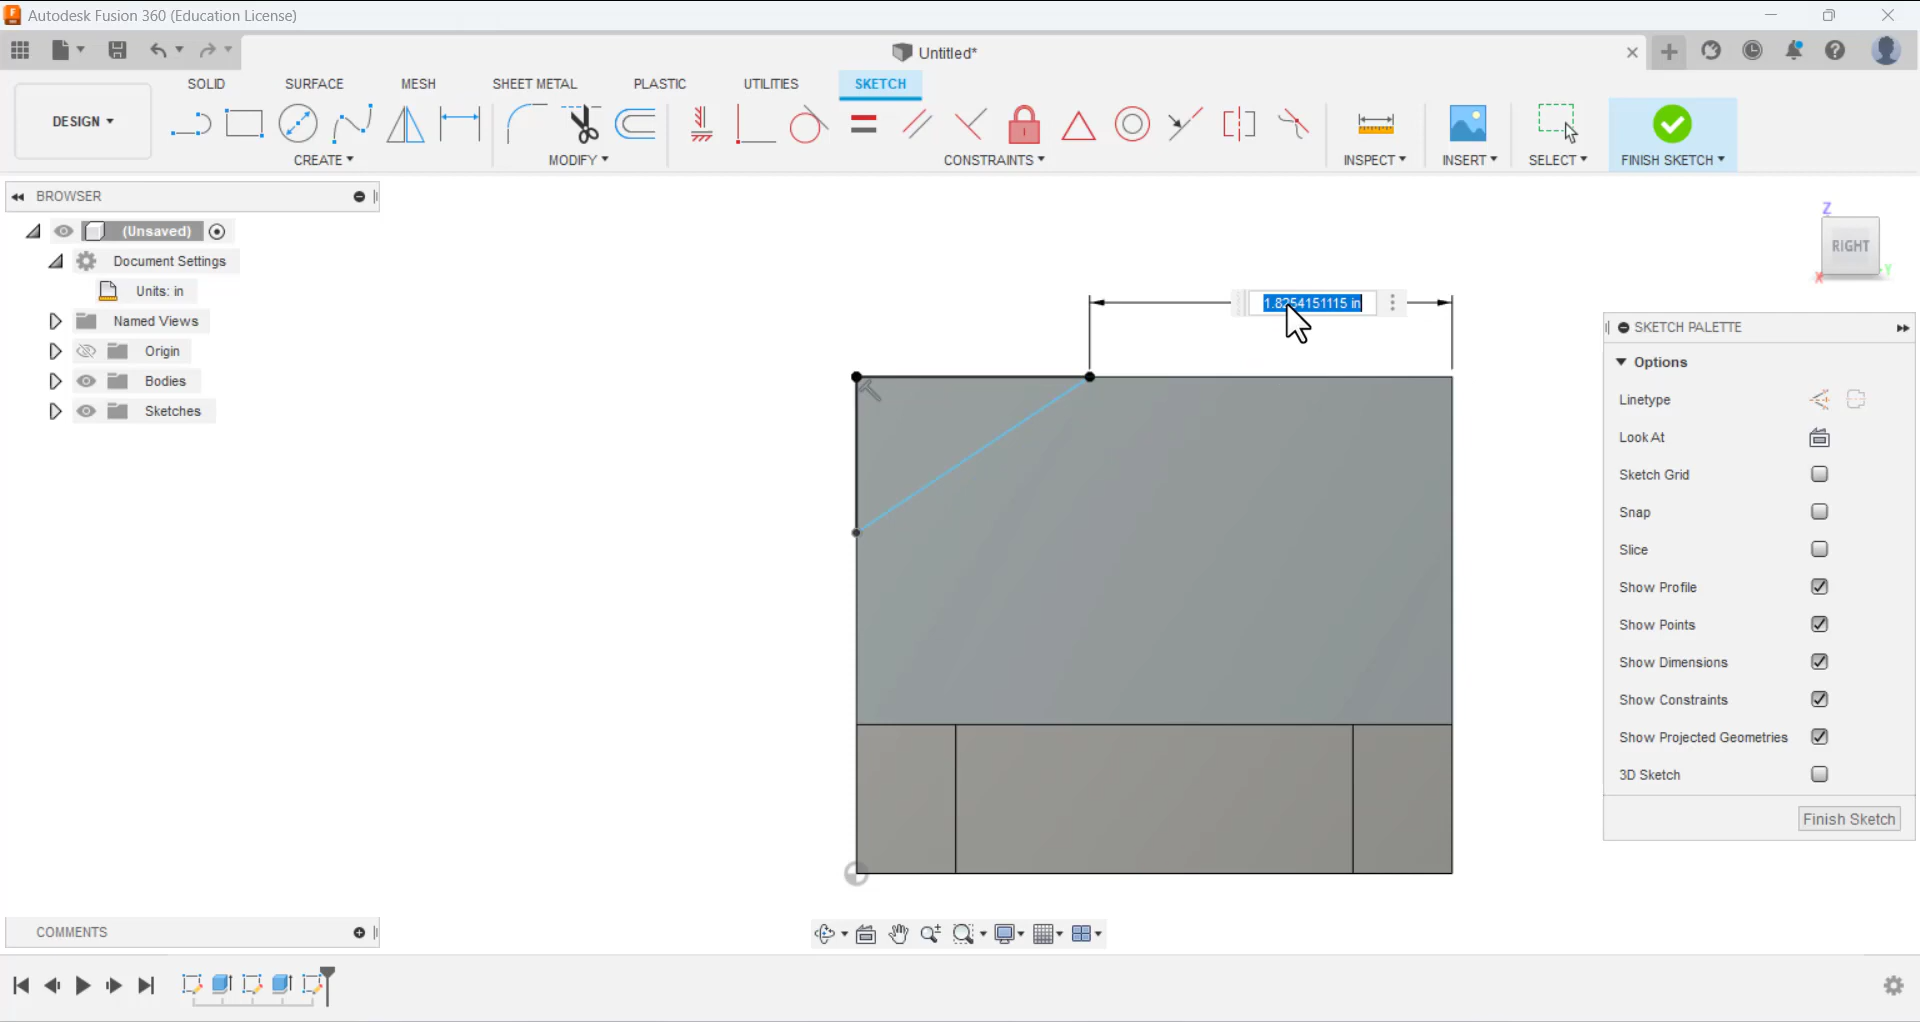 Autodesk Fusion 360 (Education License)
Untitled*
SOLID
SURFACE
MESH
SHEET METAL
PLASTIC
UTILITIES
SKETCH
DESIGN
CREATE
MODIFY
CONSTRAINTS
INSPECT
INSERT
SELECT
FINISH SKETCH
BROWSER
(Unsaved)
Document Settings
Units: in
Named Views
Origin
Bodies
Sketches
1.8254151115 in
Z
RIGHT
X
Y
SKETCH PALETTE
Options
Linetype
Look At
Sketch Grid
Snap
Slice
Show Profile
Show Points
Show Dimensions
Show Constraints
Show Projected Geometries
3D Sketch
Finish Sketch
COMMENTS